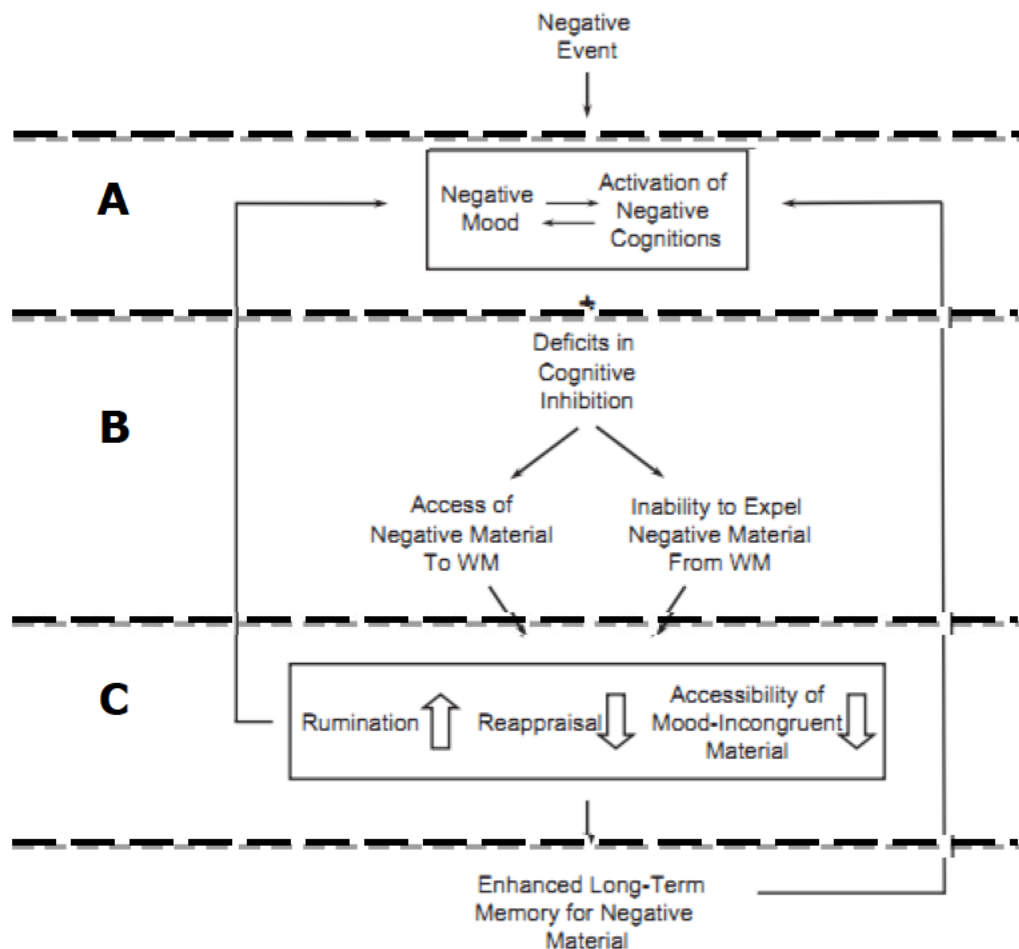 Negative
Event
A
Negative
Mood
Activation of
Negative
Cognitions
+
B
Deficits in
Cognitive
Inhibition
Access of
Negative Material
To WM
Inability to Expel
Negative Material
From WM
C
Rumination
Reappraisal
Accessibility of
Mood-Incongruent
Material
Enhanced Long-Term
Memory for Negative
Material